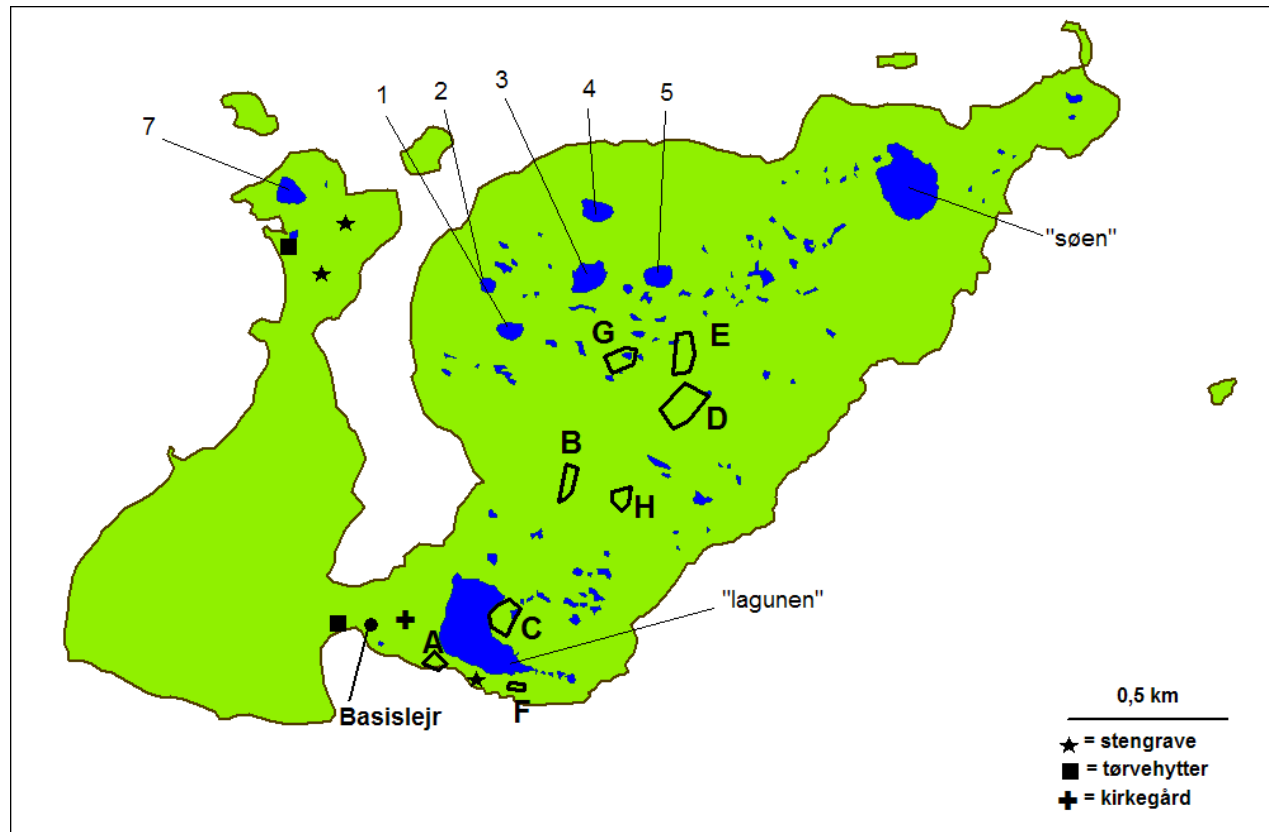 3
4
5
2
1
7
"søen"
G
E
D
B
H
"lagunen"
C
A
F
Basislejr
0,5 km
= stengrave
= tørvehytter
= kirkegård